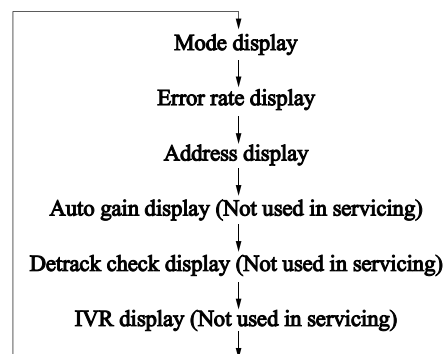 Mode display
Error rate display
Address display
Auto gain display (Not used in servicing)
Detrack check display (Not used in servicing)
IVR display (Not used in servicing)